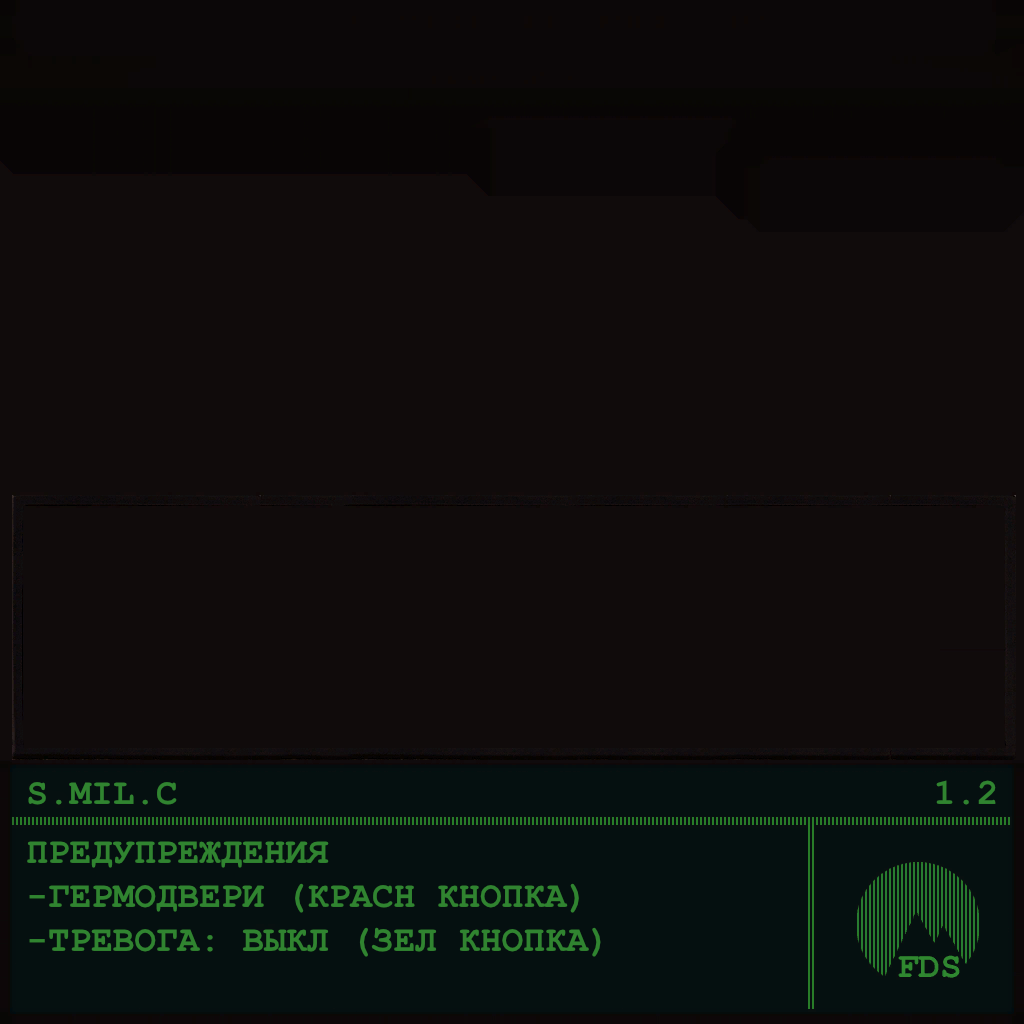 S.MIL.C 1.2
ПРЕДУПРЕЖДЕНИЯ
-ГЕРМОДВЕРИ (КРАСН КНОПКА)
-ТРЕВОГА: ВЫКЛ (ЗЕЛ КНОПКА)
FDS